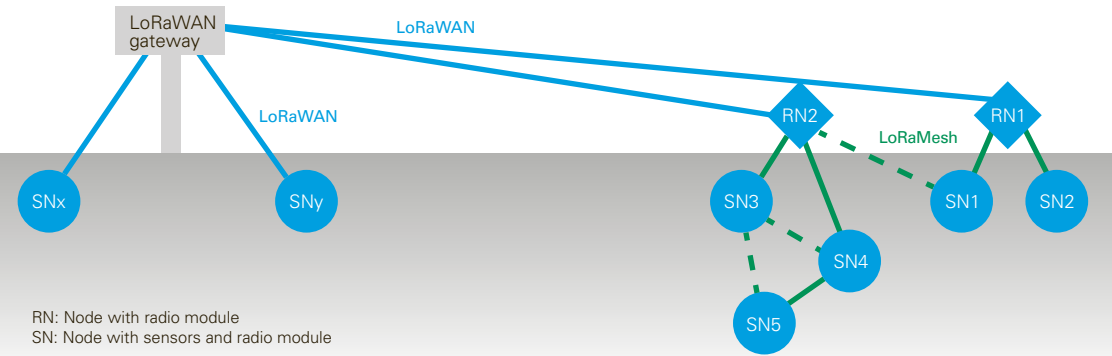 LoRaWAN
gateway
LoRaWAN
LoRaWAN
RN2
RN1
LoRaMesh
SNx
SNy
SN3
SN1
SN2
SN4
SN5
RN: Node with radio module
SN: Node with sensors and radio module